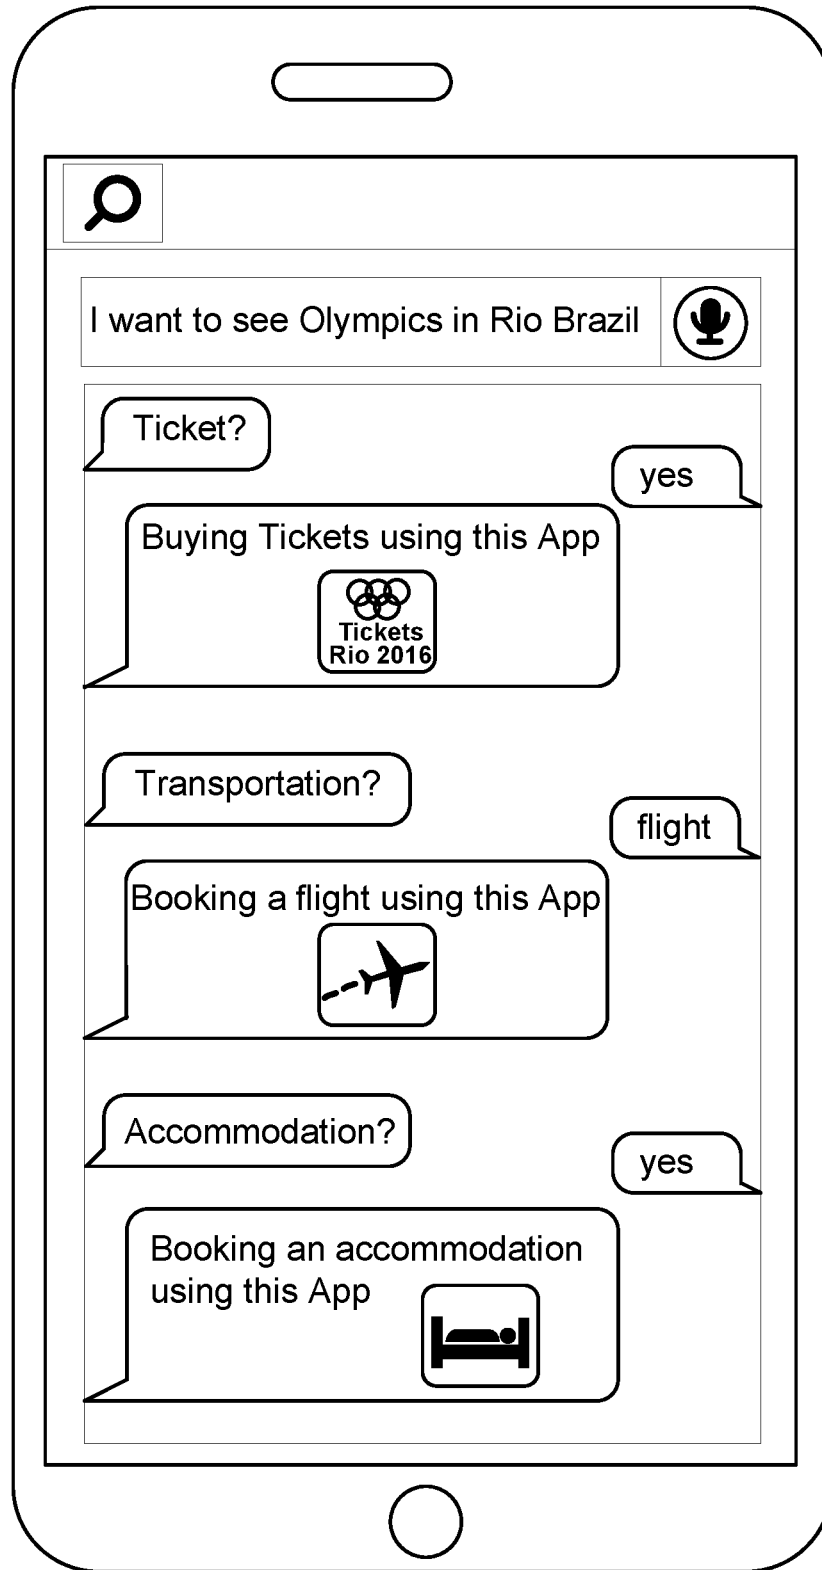 I want to see Olympics in Rio Brazil
Ticket?
yes
Buying Tickets using this App
Tickets
Rio 2016
Transportation?
flight
Booking a flight using this App
Accommodation?
yes
Booking an accommodation
using this App